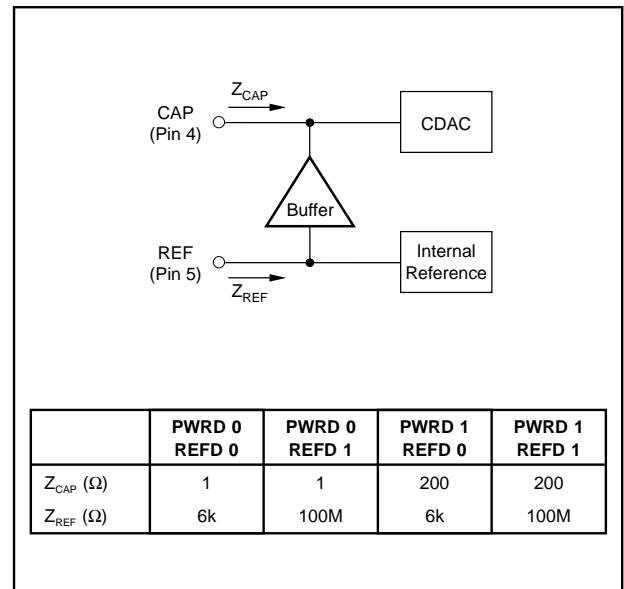 Z_CAP
CAP
(Pin 4)
CDAC
Buffer
REF
(Pin 5)
Internal
Reference
Z_REF
PWRD 0 PWRD 0 PWRD 1 PWRD 1
REFD 0 REFD 1 REFD 0 REFD 1
Z_CAP (Ω) 1 1 200 200
Z_REF (Ω) 6k 100M 6k 100M